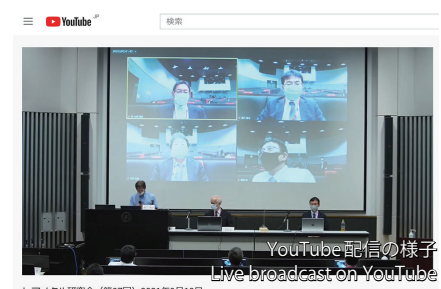 YouTube JP
検索
YouTube配信の様子
Live broadcast on YouTube